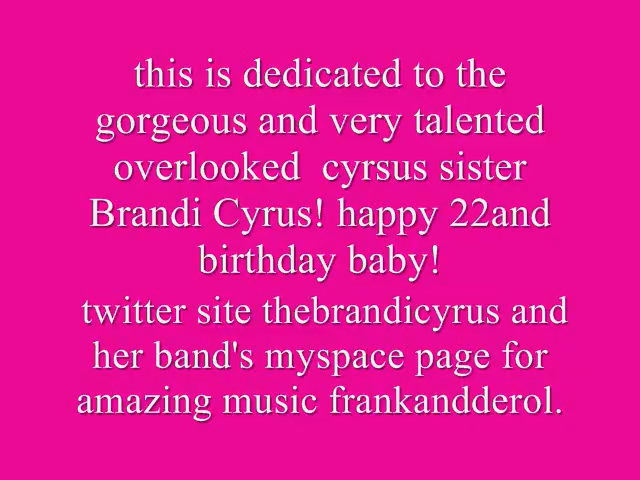 this is dedicated to the
gorgeous and very talented
overlooked  cyrsus sister
Brandi Cyrus! happy 22and
birthday baby!
twitter site thebrandicyrus and
her band's myspace page for
amazing music frankandderol.